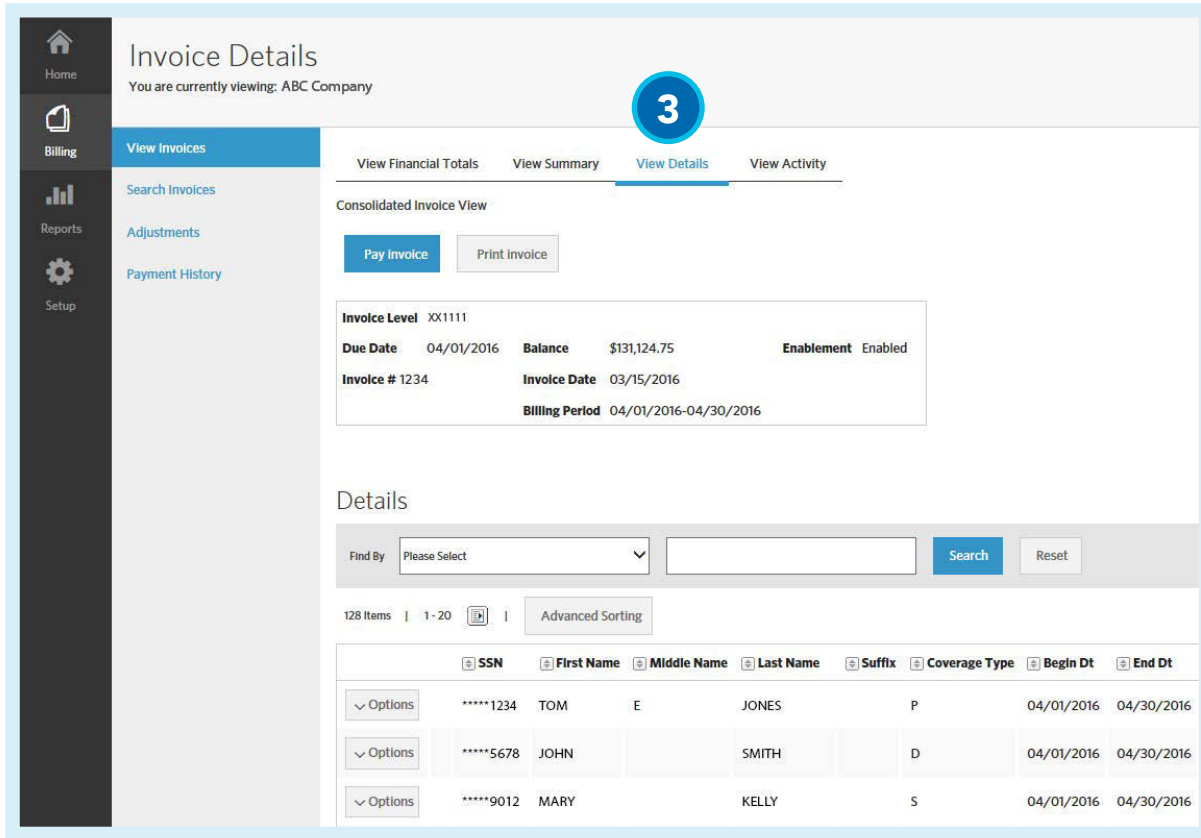 Home
Billing
Reports
Setup
Invoice Details
You are currently viewing: ABC Company
3
View Invoices
Search Invoices
Adjustments
Payment History
View Financial Totals View Summary View Details View Activity
Consolidated Invoice View
Pay Invoice Print Invoice
Invoice Level XX1111
Due Date 04/01/2016 Balance $131,124.75 Enablement Enabled
Invoice # 1234 Invoice Date 03/15/2016
Billing Period 04/01/2016-04/30/2016
Details
Find By Please Select Search Reset
128 Items | 1 - 20 | Advanced Sorting
SSN First Name Middle Name Last Name Suffix Coverage Type Begin Dt End Dt
Options *****1234 TOM E JONES P 04/01/2016 04/30/2016
Options *****5678 JOHN SMITH D 04/01/2016 04/30/2016
Options *****9012 MARY KELLY S 04/01/2016 04/30/2016